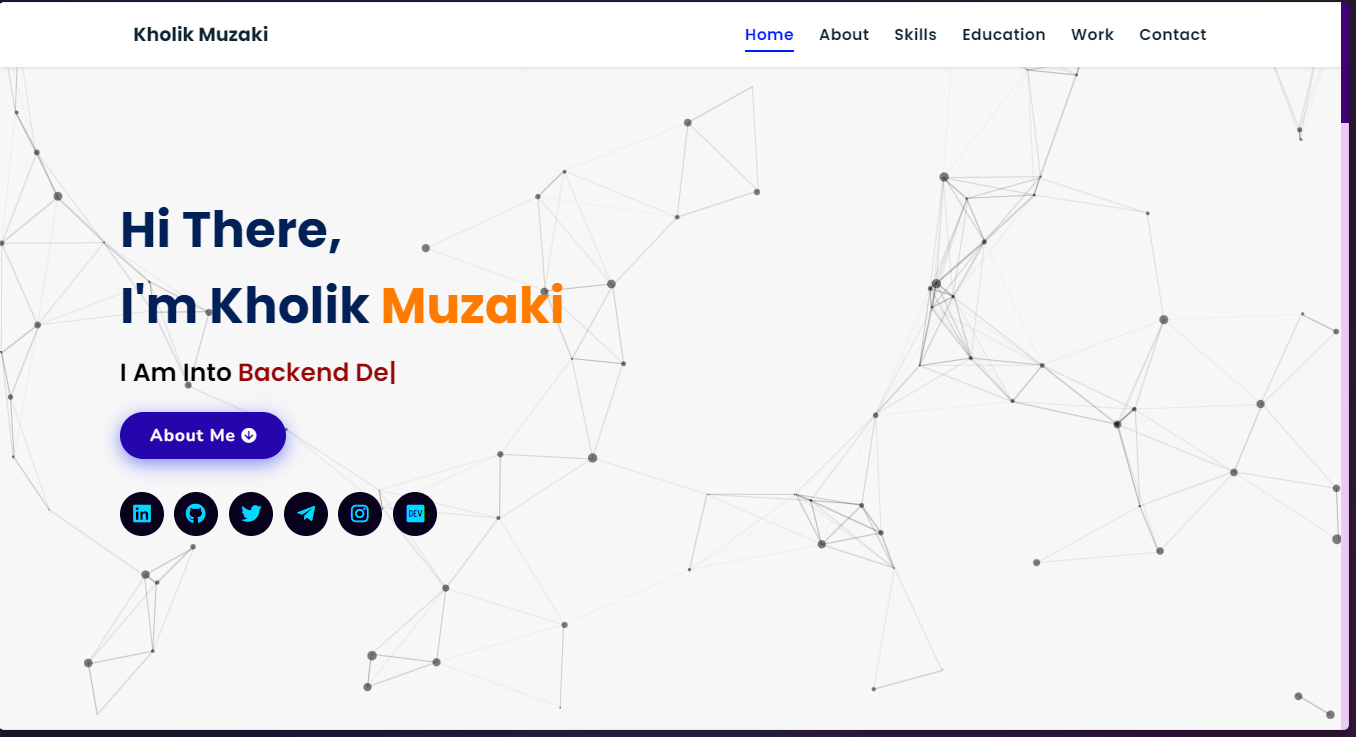 Kholik Muzaki
Home About Skills Education Work Contact
Hi There,
I'm Kholik Muzaki
I Am Into Backend De|
About Me
in
DEV